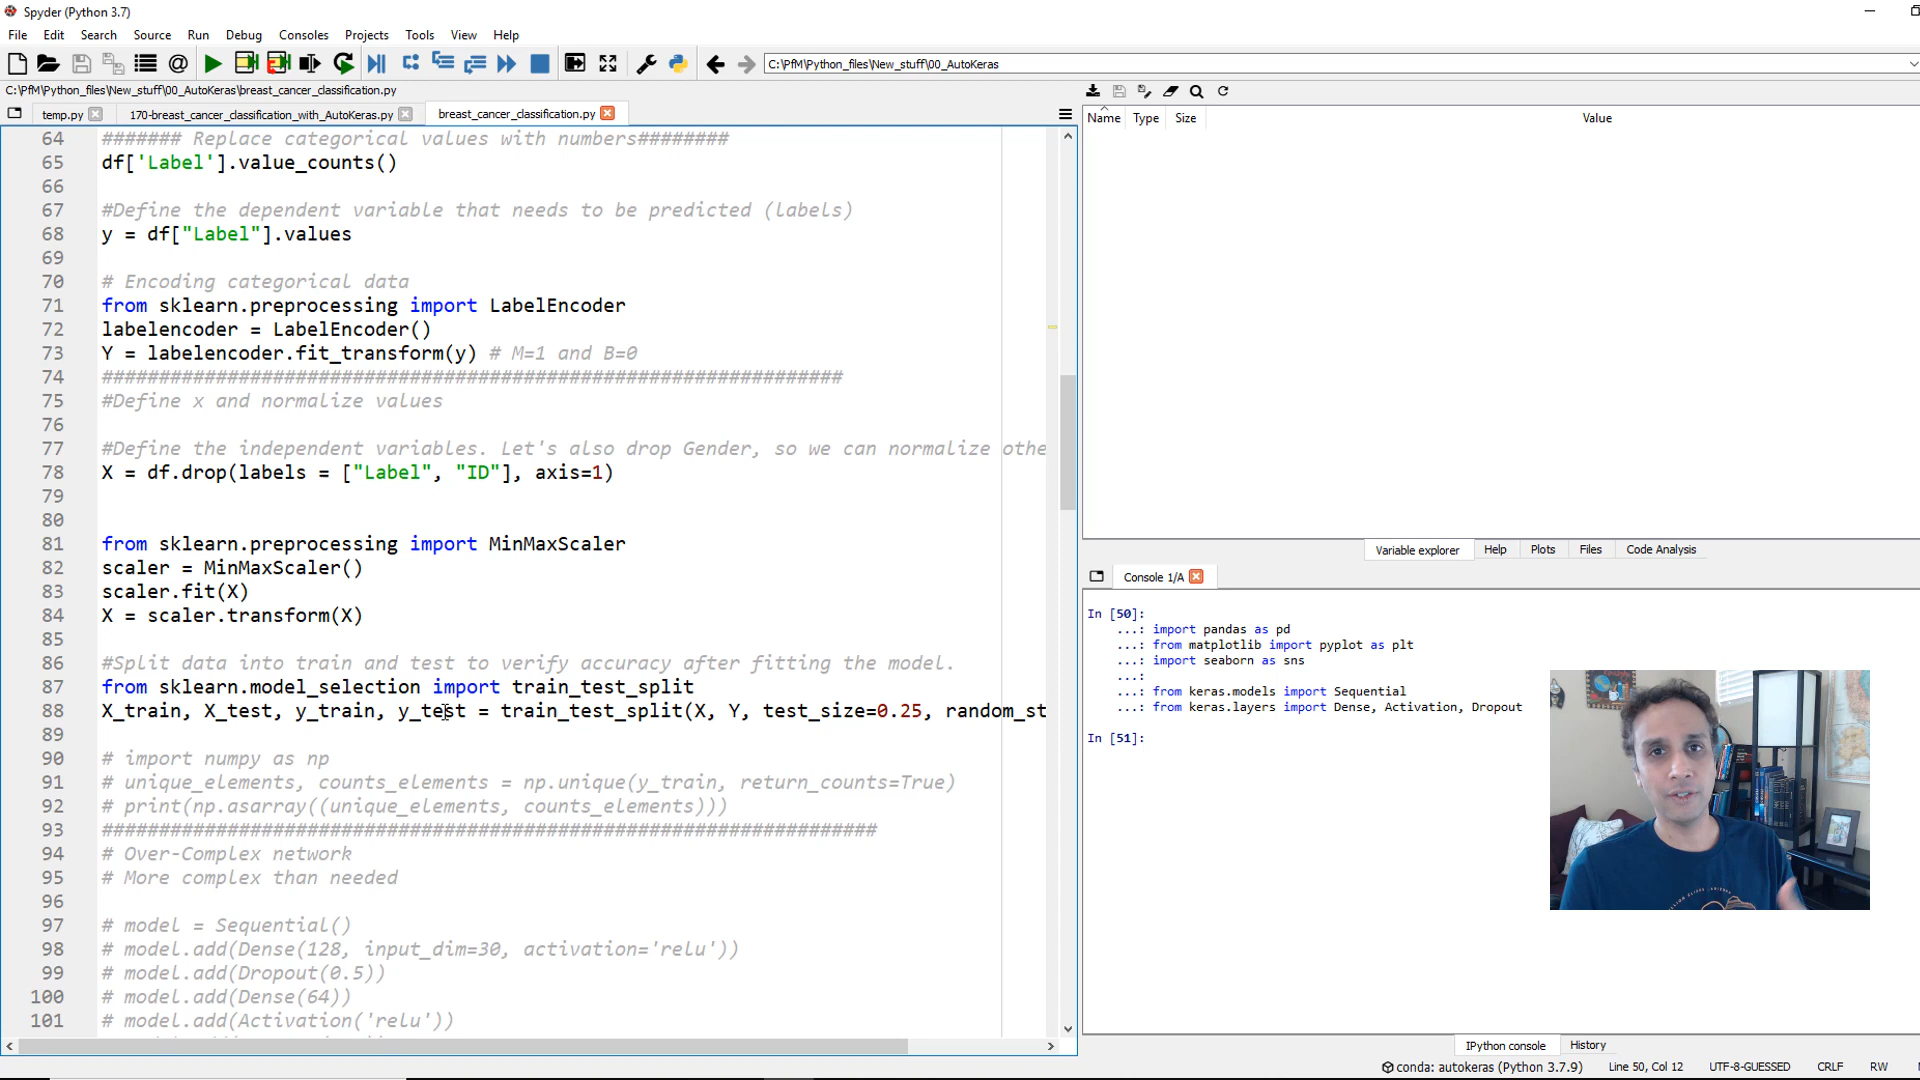 Spyder (Python 3.7)
File Edit Search Source Run Debug Consoles Projects Tools View Help
C:\PfM\Python_files\New_stuff\00_AutoKeras
C:\PfM\Python_files\New_stuff\00_AutoKeras\breast_cancer_classification.py
temp.py 170-breast_cancer_classification_with_AutoKeras.py breast_cancer_classification.py
64 ####### Replace categorical values with numbers########
65 df['Label'].value_counts()
66
67 #Define the dependent variable that needs to be predicted (labels)
68 y = df["Label"].values
69
70 # Encoding categorical data
71 from sklearn.preprocessing import LabelEncoder
72 labelencoder = LabelEncoder()
73 Y = labelencoder.fit_transform(y) # M=1 and B=0
74 #################################################################
75 #Define x and normalize values
76
77 #Define the independent variables. Let's also drop Gender, so we can normalize othe
78 X = df.drop(labels = ["Label", "ID"], axis=1)
79
80
81 from sklearn.preprocessing import MinMaxScaler
82 scaler = MinMaxScaler()
83 scaler.fit(X)
84 X = scaler.transform(X)
85
86 #Split data into train and test to verify accuracy after fitting the model.
87 from sklearn.model_selection import train_test_split
88 X_train, X_test, y_train, y_test = train_test_split(X, Y, test_size=0.25, random_st
89
90 # import numpy as np
91 # unique_elements, counts_elements = np.unique(y_train, return_counts=True)
92 # print(np.asarray((unique_elements, counts_elements)))
93 ####################################################################
94 # Over-Complex network
95 # More complex than needed
96
97 # model = Sequential()
98 # model.add(Dense(128, input_dim=30, activation='relu'))
99 # model.add(Dropout(0.5))
100 # model.add(Dense(64))
101 # model.add(Activation('relu'))
Name Type Size Value
Variable explorer Help Plots Files Code Analysis
Console 1/A
In [50]:
...: import pandas as pd
...: from matplotlib import pyplot as plt
...: import seaborn as sns
...:
...: from keras.models import Sequential
...: from keras.layers import Dense, Activation, Dropout
In [51]:
IPython console History
conda: autokeras (Python 3.7.9) Line 50, Col 12 UTF-8-GUESSED CRLF RW